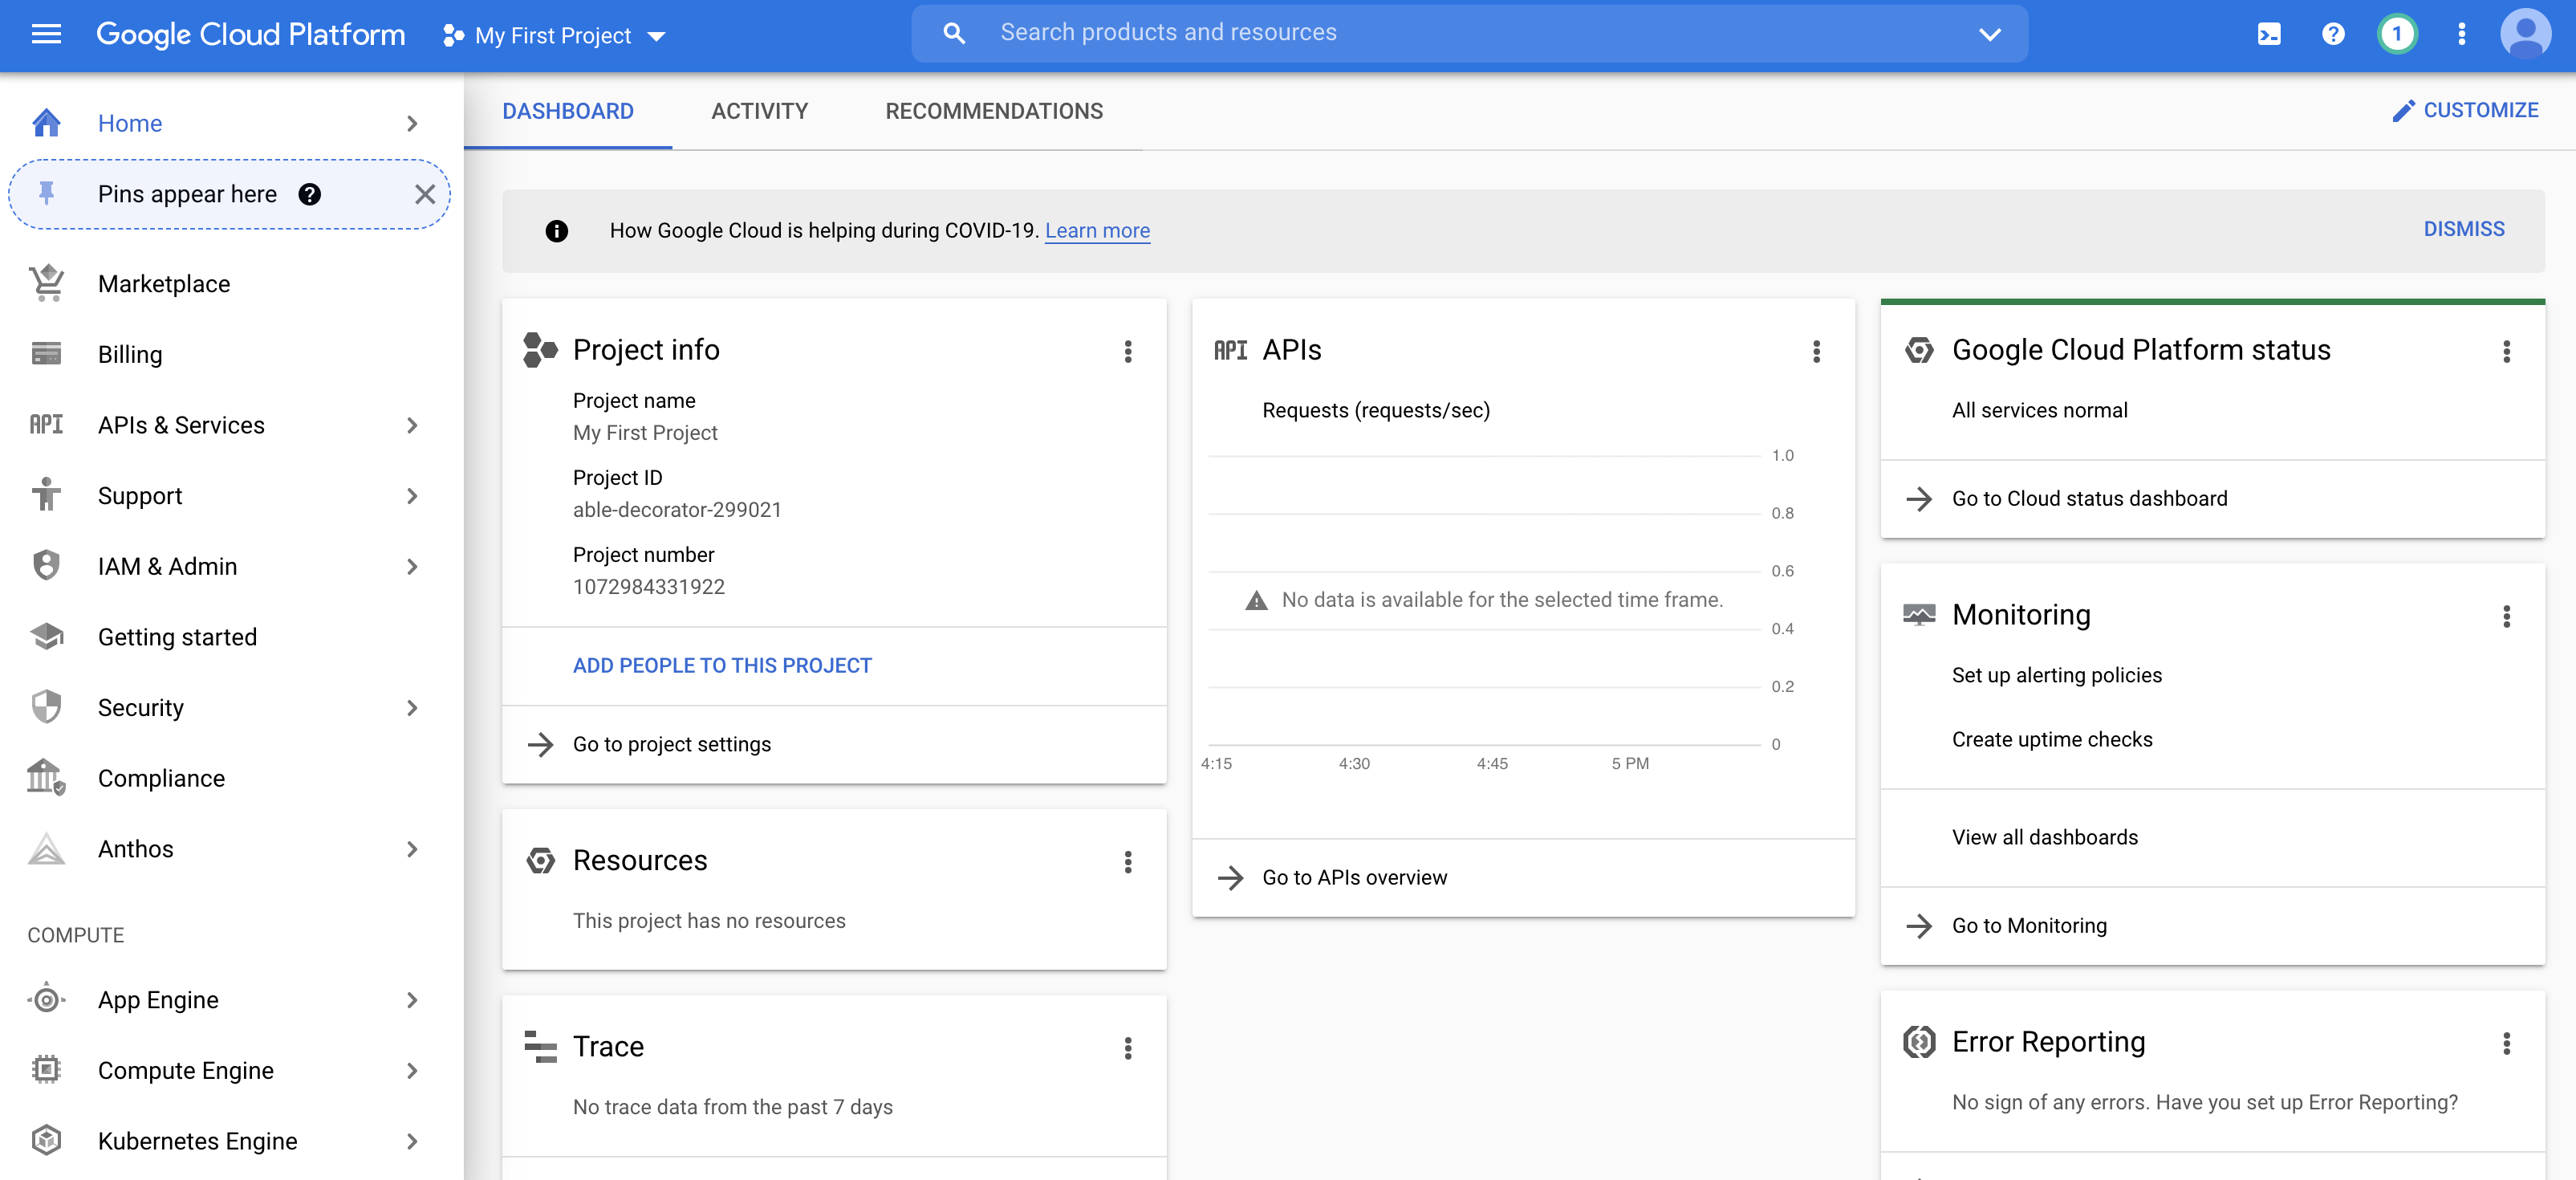 Google Cloud Platform
My First Project
Search products and resources
1
Home
Pins appear here
Marketplace
Billing
API APIs & Services
Support
IAM & Admin
Getting started
Security
Compliance
Anthos
COMPUTE
App Engine
Compute Engine
Kubernetes Engine
DASHBOARD
ACTIVITY
RECOMMENDATIONS
CUSTOMIZE
How Google Cloud is helping during COVID-19. Learn more
DISMISS
Project info
Project name
My First Project
Project ID
able-decorator-299021
Project number
1072984331922
ADD PEOPLE TO THIS PROJECT
Go to project settings
Resources
This project has no resources
Trace
No trace data from the past 7 days
API APIs
Requests (requests/sec)
1.0
0.8
0.6
No data is available for the selected time frame.
0.4
0.2
0
4:15 4:30 4:45 5 PM
Go to APIs overview
Google Cloud Platform status
All services normal
Go to Cloud status dashboard
Monitoring
Set up alerting policies
Create uptime checks
View all dashboards
Go to Monitoring
Error Reporting
No sign of any errors. Have you set up Error Reporting?